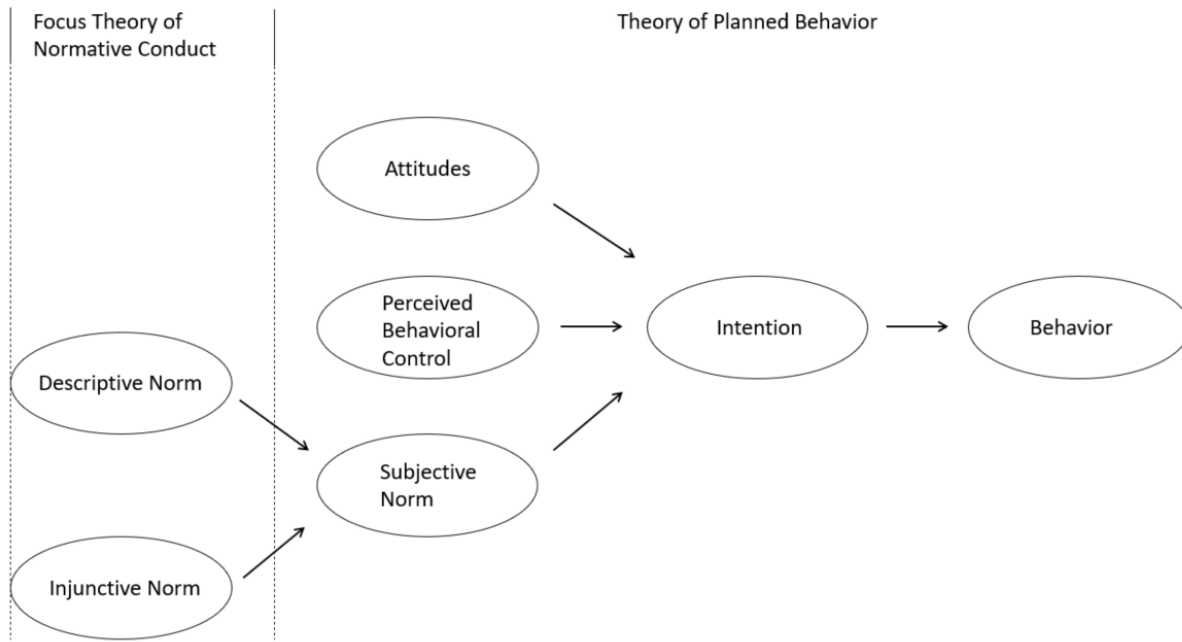 Focus Theory of
Normative Conduct
Theory of Planned Behavior
Attitudes
Perceived
Behavioral
Control
Intention
Behavior
Descriptive Norm
Subjective
Norm
Injunctive Norm